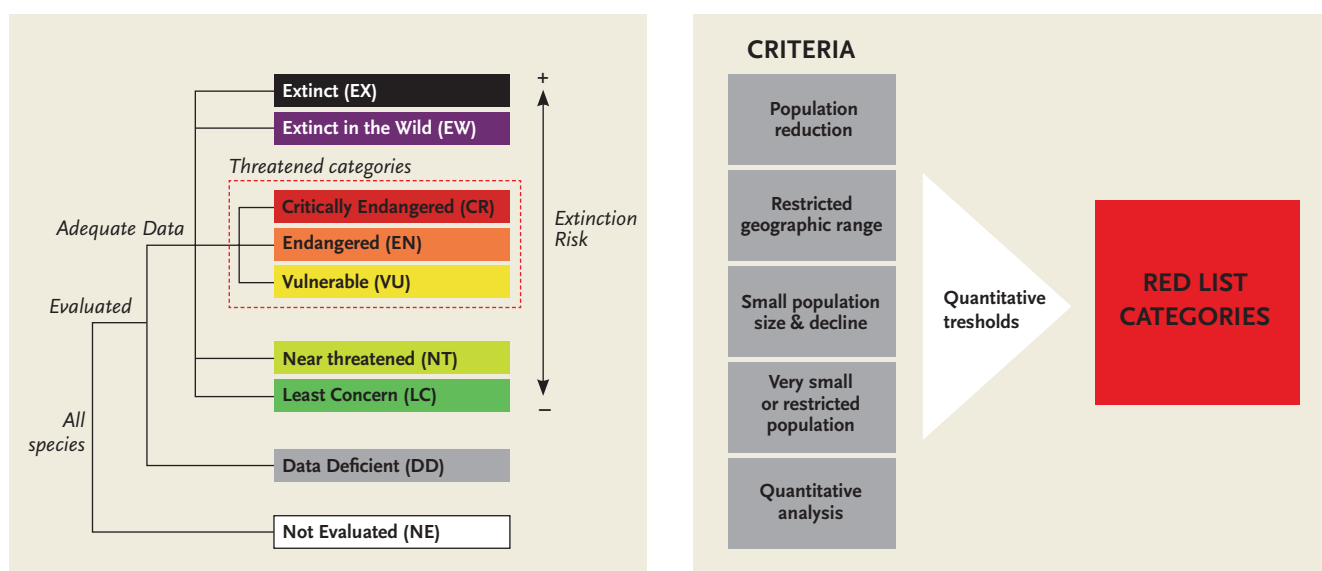 Extinct (EX)
Extinct in the Wild (EW)
Threatened categories
Critically Endangered (CR)
Endangered (EN)
Vulnerable (VU)
Near threatened (NT)
Least Concern (LC)
Data Deficient (DD)
Not Evaluated (NE)
Adequate Data
Evaluated
All
species
+
Extinction
Risk
–
CRITERIA
Population
reduction
Restricted
geographic range
Small population
size & decline
Very small
or restricted
population
Quantitative
analysis
Quantitative
tresholds
RED LIST
CATEGORIES